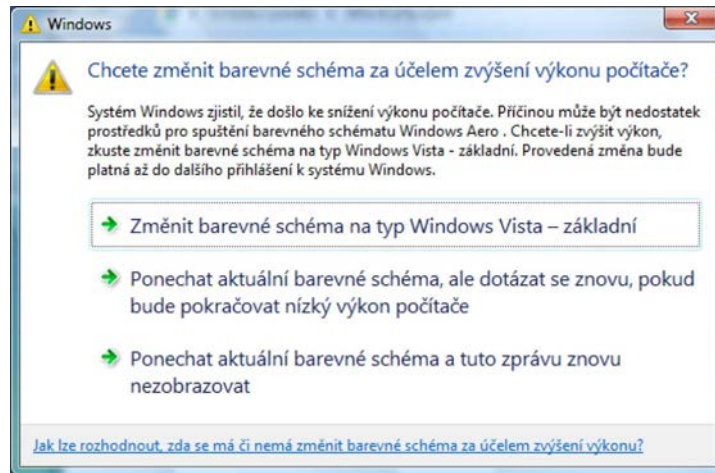 Windows
Chcete změnit barevné schéma za účelem zvýšení výkonu počítače?
Systém Windows zjistil, že došlo ke snížení výkonu počítače. Příčinou může být nedostatek
prostředků pro spuštění barevného schématu Windows Aero . Chcete-li zvýšit výkon,
zkuste změnit barevné schéma na typ Windows Vista - základní. Provedená změna bude
platná až do dalšího přihlášení k systému Windows.
Změnit barevné schéma na typ Windows Vista – základní
Ponechat aktuální barevné schéma, ale dotázat se znovu, pokud
bude pokračovat nízký výkon počítače
Ponechat aktuální barevné schéma a tuto zprávu znovu
nezobrazovat
Jak lze rozhodnout, zda se má či nemá změnit barevné schéma za účelem zvýšení výkonu?